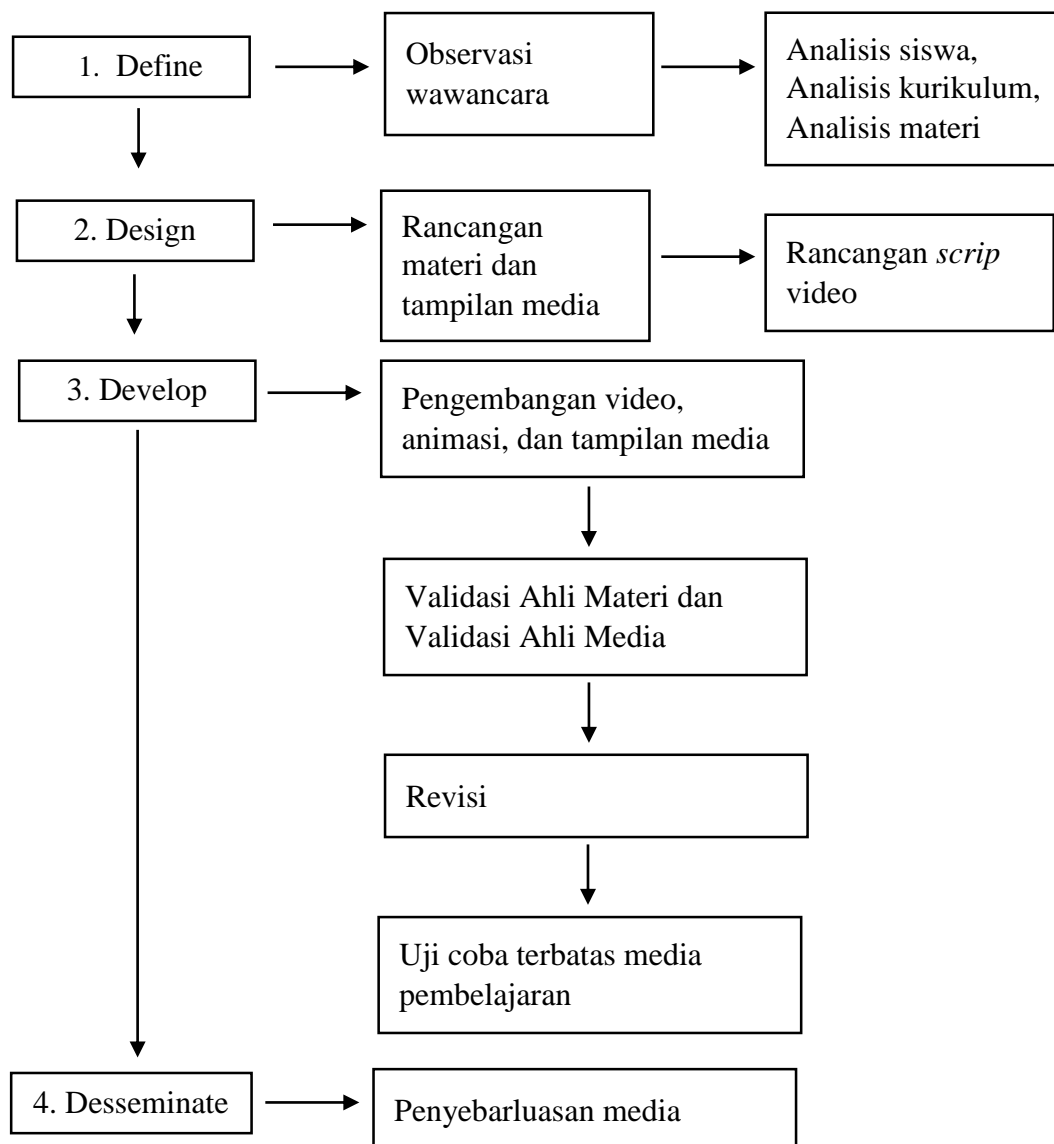 1. Define
Observasi
wawancara
Analisis siswa,
Analisis kurikulum,
Analisis materi
2. Design
Rancangan
materi dan
tampilan media
Rancangan scrip
video
3. Develop
Pengembangan video,
animasi, dan tampilan media
Validasi Ahli Materi dan
Validasi Ahli Media
Revisi
Uji coba terbatas media
pembelajaran
4. Desseminate
Penyebarluasan media